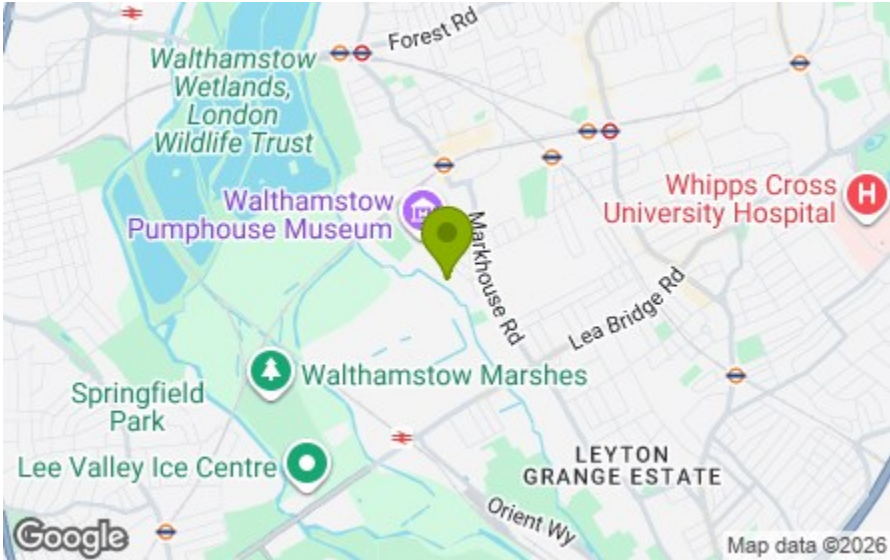 Forest Rd
Walthamstow
Wetlands,
London
Wildlife Trust
Whipps Cross
University Hospital
H
Walthamstow
Pumphouse Museum
Markhouse Rd
Lea Bridge Rd
Walthamstow Marshes
Springfield
Park
LEYTON
GRANGE ESTATE
Lee Valley Ice Centre
Orient Wy
Google
Map data ©2026